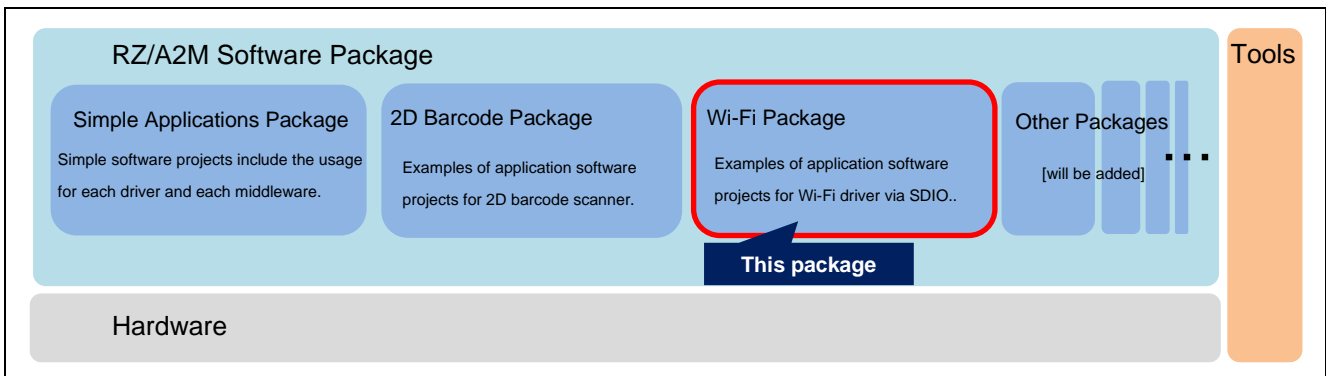 RZ/A2M Software Package
Tools
Simple Applications Package
Simple software projects include the usage
for each driver and each middleware.
2D Barcode Package
Examples of application software
projects for 2D barcode scanner.
Wi-Fi Package
Examples of application software
projects for Wi-Fi driver via SDIO..
This package
Other Packages
[will be added]
...
Hardware